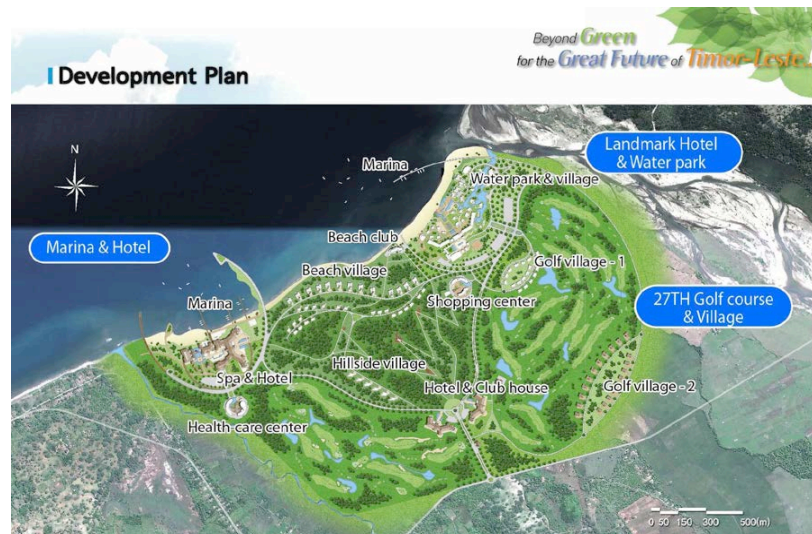 Beyond Green
for the Great Future of Timor-Leste
Development Plan
N
Landmark Hotel
& Water park
Marina
Water park & village
Marina & Hotel
Beach club
Beach village
Golf village - 1
Marina
Shopping center
27TH Golf course
& Village
Hillside village
Spa & Hotel
Hotel & Club house
Golf village - 2
Health-care center
0 50 150 300 500(m)